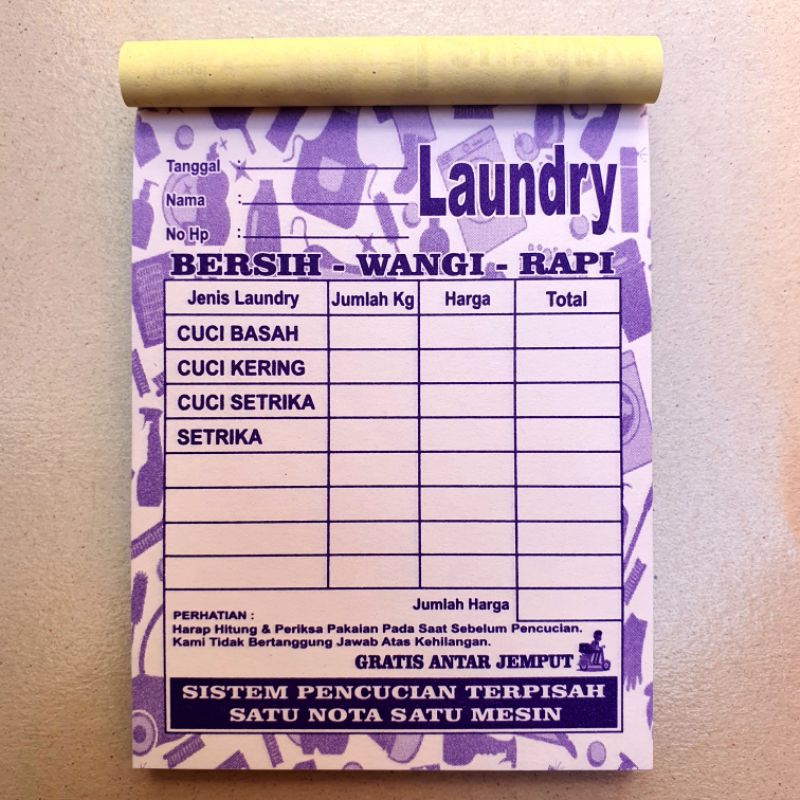 Tanggal :
Laundry
Nama :
No Hp :
BERSIH - WANGI - RAPI
Jenis Laundry Jumlah Kg Harga Total
CUCI BASAH
CUCI KERING
CUCI SETRIKA
SETRIKA
Jumlah Harga
PERHATIAN :
Harap Hitung & Periksa Pakaian Pada Saat Sebelum Pencucian.
Kami Tidak Bertanggung Jawab Atas Kehilangan.
GRATIS ANTAR JEMPUT
SISTEM PENCUCIAN TERPISAH
SATU NOTA SATU MESIN